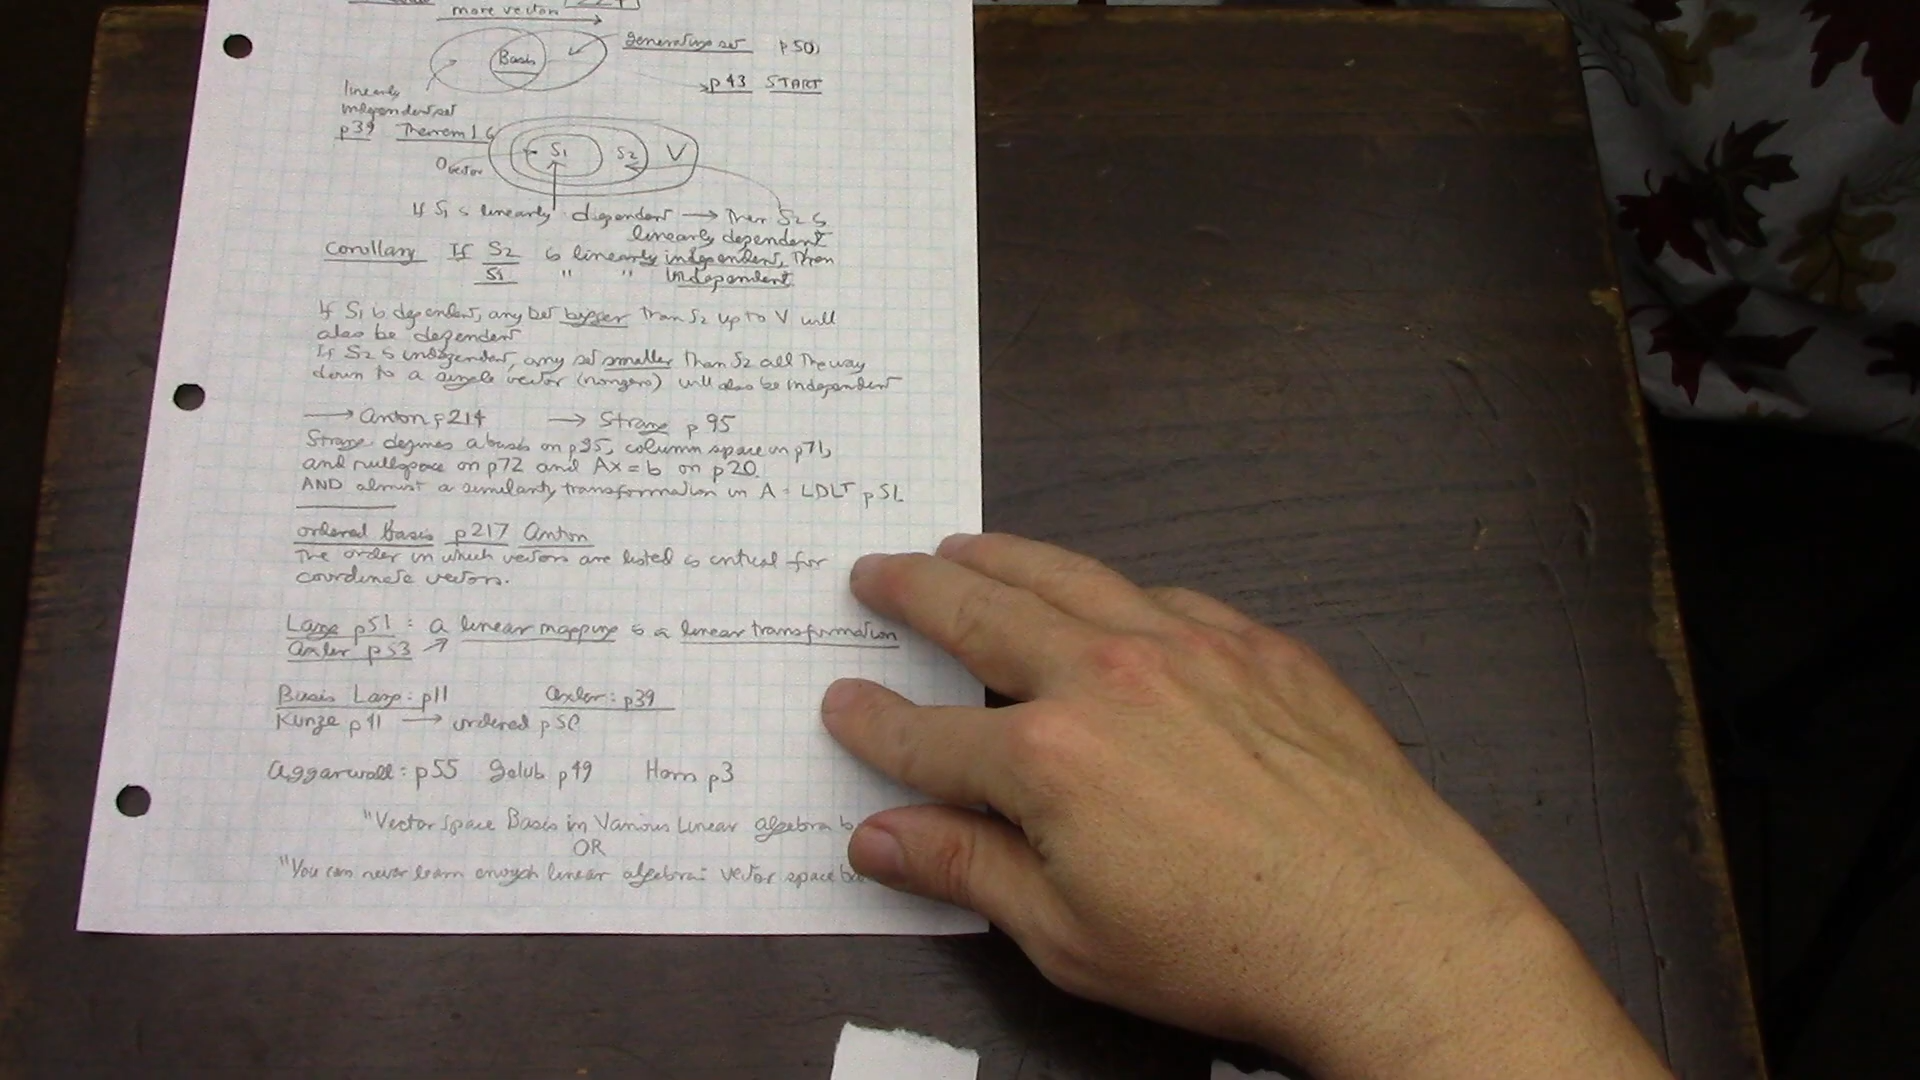 more vector
generating set p50
Basis
p43 START
linearly
independent set
p39 Theorem 1.6
S1 S2 V
0 vector
If S1 is linearly dependent → Then S2 is
linearly dependent
Corollary If S2 is linearly independent, Then
S1 " " independent.
If S1 is dependent, any set bigger than S2 up to V will
also be dependent
If S2 is independent, any set smaller than S2 all the way
down to a single vector (nonzero) will also be independent
→ Anton p214 → Strang p95
Strang defines a basis on p95, column space on p71,
and nullspace on p72 and Ax = b on p20.
AND almost a similarity transformation in A = LDLT p51
ordered Basis p217 Anton
The order in which vectors are listed is critical for
coordinate vectors.
Lang p51 : a linear mapping is a linear transformation
Axler p53
Basis Lang: p11 Axler: p39
Kunze p41 → ordered p50
Aggarwall: p55 Golub p49 Horn p3
"Vector Space Basis in Various Linear algebra b
OR
"You can never learn enough linear algebra: vector space ba